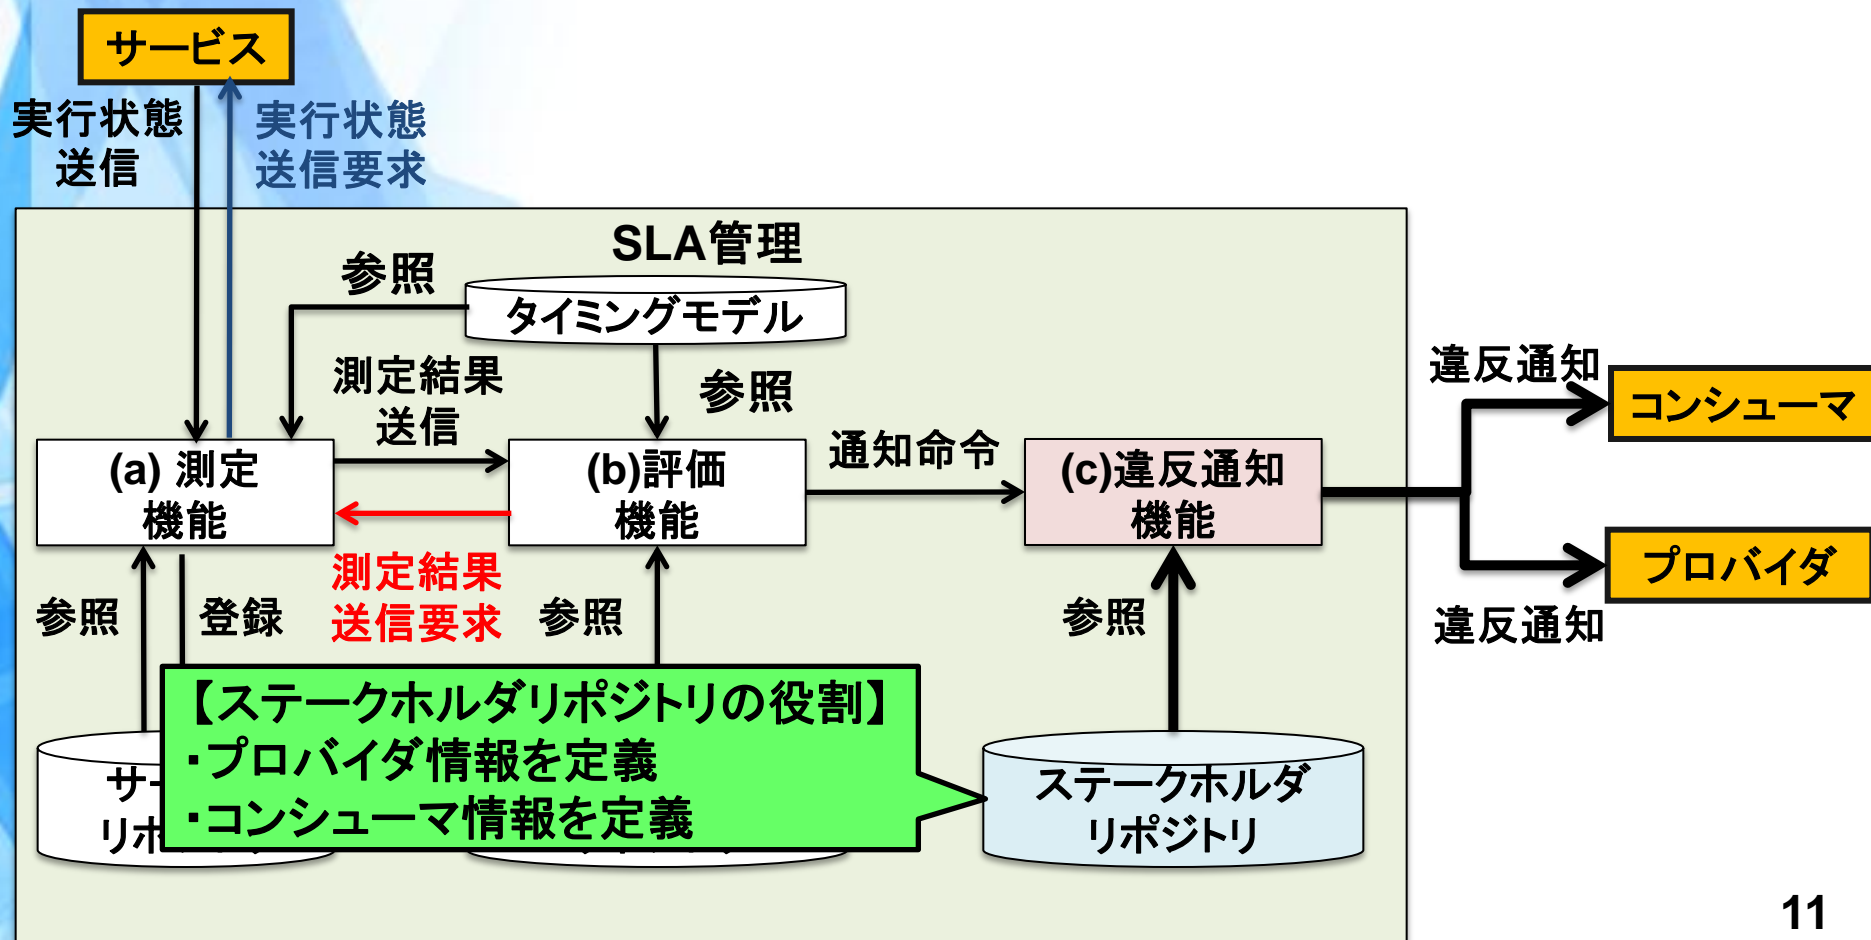 サービス
実行状態
送信
実行状態
送信要求
SLA管理
参照
タイミングモデル
測定結果
送信
参照
違反通知
コンシューマ
(a) 測定
機能
(b)評価
機能
通知命令
(c)違反通知
機能
測定結果
送信要求
プロバイダ
違反通知
参照
登録
参照
参照
【ステークホルダリポジトリの役割】
・プロバイダ情報を定義
・コンシューマ情報を定義
ステークホルダ
リポジトリ
11